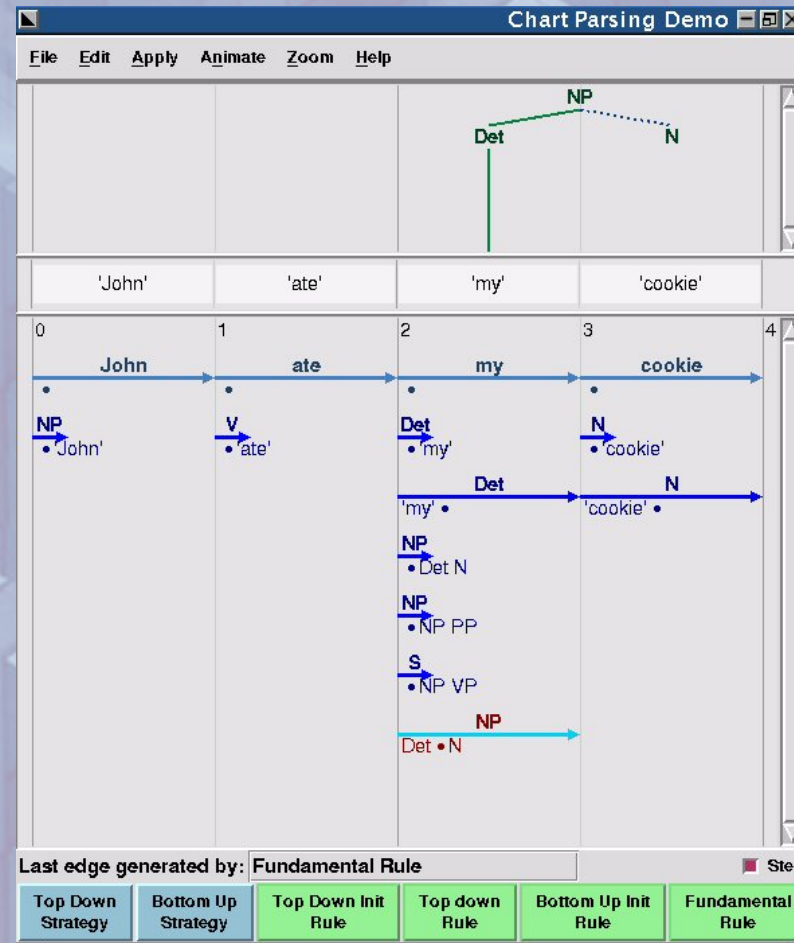 Chart Parsing Demo
File Edit Apply Animate Zoom Help
NP
Det N
'John' 'ate' 'my' 'cookie'
0 1 2 3 4
John ate my cookie
• • • •
NP V Det N
• 'John' • 'ate' • 'my' • 'cookie'
Det N
'my' • 'cookie' •
NP
• Det N
NP
• NP PP
S
• NP VP
NP
Det • N
Last edge generated by: Fundamental Rule Ste
Top Down Strategy
Bottom Up Strategy
Top Down Init Rule
Top down Rule
Bottom Up Init Rule
Fundamental Rule